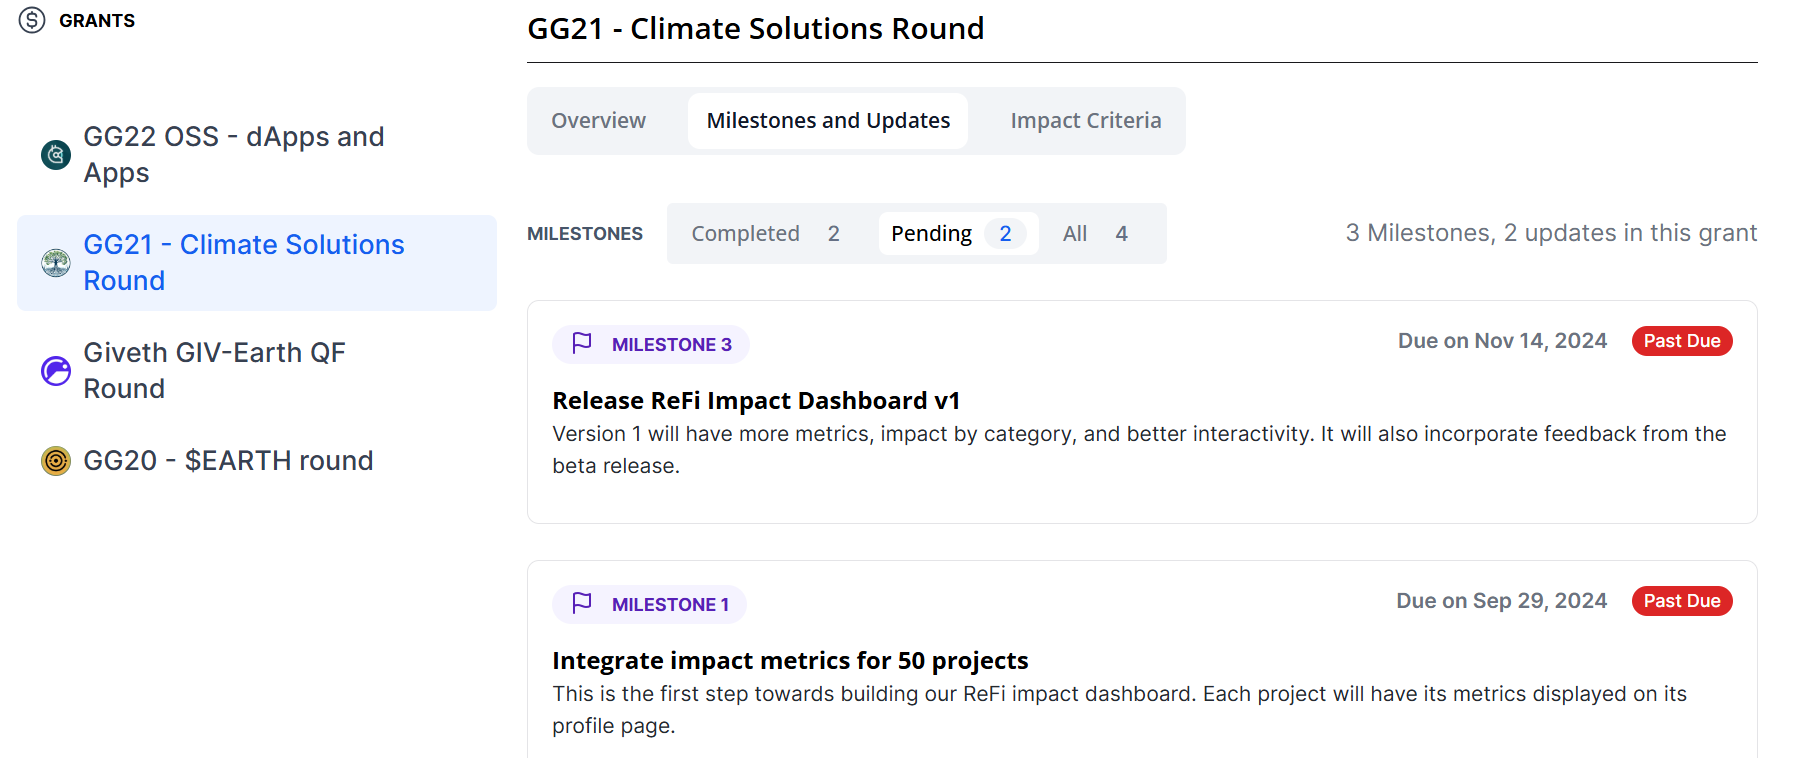 GRANTS
GG22 OSS - dApps and
Apps
GG21 - Climate Solutions
Round
Giveth GIV-Earth QF
Round
GG20 - $EARTH round
GG21 - Climate Solutions Round
Overview Milestones and Updates Impact Criteria
MILESTONES Completed 2 Pending 2 All 4 3 Milestones, 2 updates in this grant
MILESTONE 3 Due on Nov 14, 2024 Past Due
Release ReFi Impact Dashboard v1
Version 1 will have more metrics, impact by category, and better interactivity. It will also incorporate feedback from the
beta release.
MILESTONE 1 Due on Sep 29, 2024 Past Due
Integrate impact metrics for 50 projects
This is the first step towards building our ReFi impact dashboard. Each project will have its metrics displayed on its
profile page.